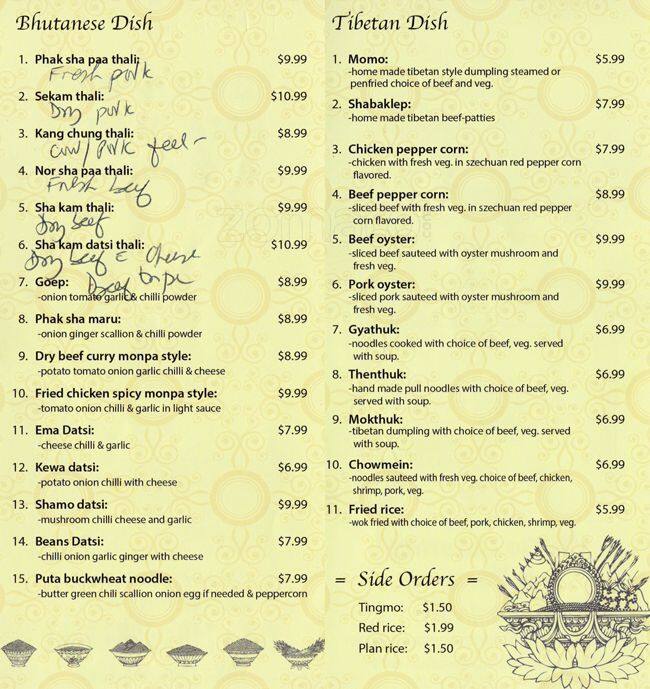 Bhutanese Dish
1. Phak sha paa thali: $9.99
Fresh pork
2. Sekam thali: $10.99
Dry pork
3. Kang chung thali: $8.99
cow/pork feet
4. Nor sha paa thali: $9.99
Fresh beef
5. Sha kam thali: $9.99
Dry beef
6. Sha kam datsi thali: $10.99
Dry beef & cheese
7. Goep: $8.99
Beef tripe
-onion tomato garlic & chilli powder
8. Phak sha maru: $8.99
-onion ginger scallion & chilli powder
9. Dry beef curry monpa style: $8.99
-potato tomato onion garlic chilli & cheese
10. Fried chicken spicy monpa style: $9.99
-tomato onion chilli & garlic in light sauce
11. Ema Datsi: $7.99
-cheese chilli & garlic
12. Kewa datsi: $6.99
-potato onion chilli with cheese
13. Shamo datsi: $9.99
-mushroom chilli cheese and garlic
14. Beans Datsi: $7.99
-chilli onion garlic ginger with cheese
15. Puta buckwheat noodle: $7.99
-butter green chili scallion onion egg if needed & peppercorn
Tibetan Dish
1. Momo: $5.99
-home made tibetan style dumpling steamed or
penfried choice of beef and veg.
2. Shabaklep: $7.99
-home made tibetan beef-patties
3. Chicken pepper corn: $7.99
-chicken with fresh veg. in szechuan red pepper corn
flavored.
4. Beef pepper corn: $8.99
-sliced beef with fresh veg. in szechuan red pepper
corn flavored.
5. Beef oyster: $9.99
-sliced beef sauteed with oyster mushroom and
fresh veg.
6. Pork oyster: $9.99
-sliced pork sauteed with oyster mushroom and
fresh veg.
7. Gyathuk: $6.99
-noodles cooked with choice of beef, veg. served
with soup.
8. Thenthuk: $6.99
-hand made pull noodles with choice of beef, veg.
served with soup.
9. Mokthuk: $6.99
-tibetan dumpling with choice of beef, veg. served
with soup.
10. Chowmein: $6.99
-noodles sauteed with fresh veg. choice of beef, chicken,
shrimp, pork, veg.
11. Fried rice: $5.99
-wok fried with choice of beef, pork, chicken, shrimp, veg.
= Side Orders =
Tingmo: $1.50
Red rice: $1.99
Plan rice: $1.50